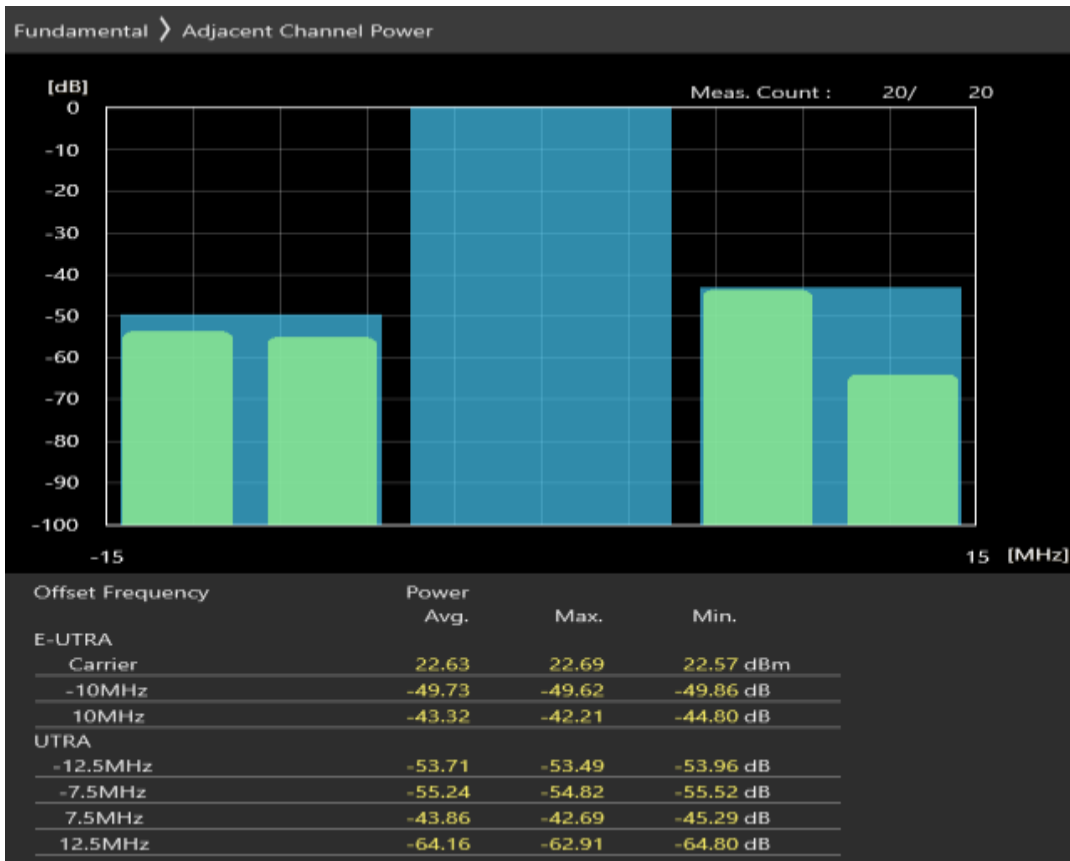 Fundamental 〉 Adjacent Channel Power
[dB]
Meas. Count : 20/ 20
0
-10
-20
-30
-40
-50
-60
-70
-80
-90
-100
-15 15 [MHz]
Offset Frequency Power
Avg. Max. Min.
E-UTRA
Carrier 22.63 22.69 22.57 dBm
-10MHz -49.73 -49.62 -49.86 dB
10MHz -43.32 -42.21 -44.80 dB
UTRA
-12.5MHz -53.71 -53.49 -53.96 dB
-7.5MHz -55.24 -54.82 -55.52 dB
7.5MHz -43.86 -42.69 -45.29 dB
12.5MHz -64.16 -62.91 -64.80 dB